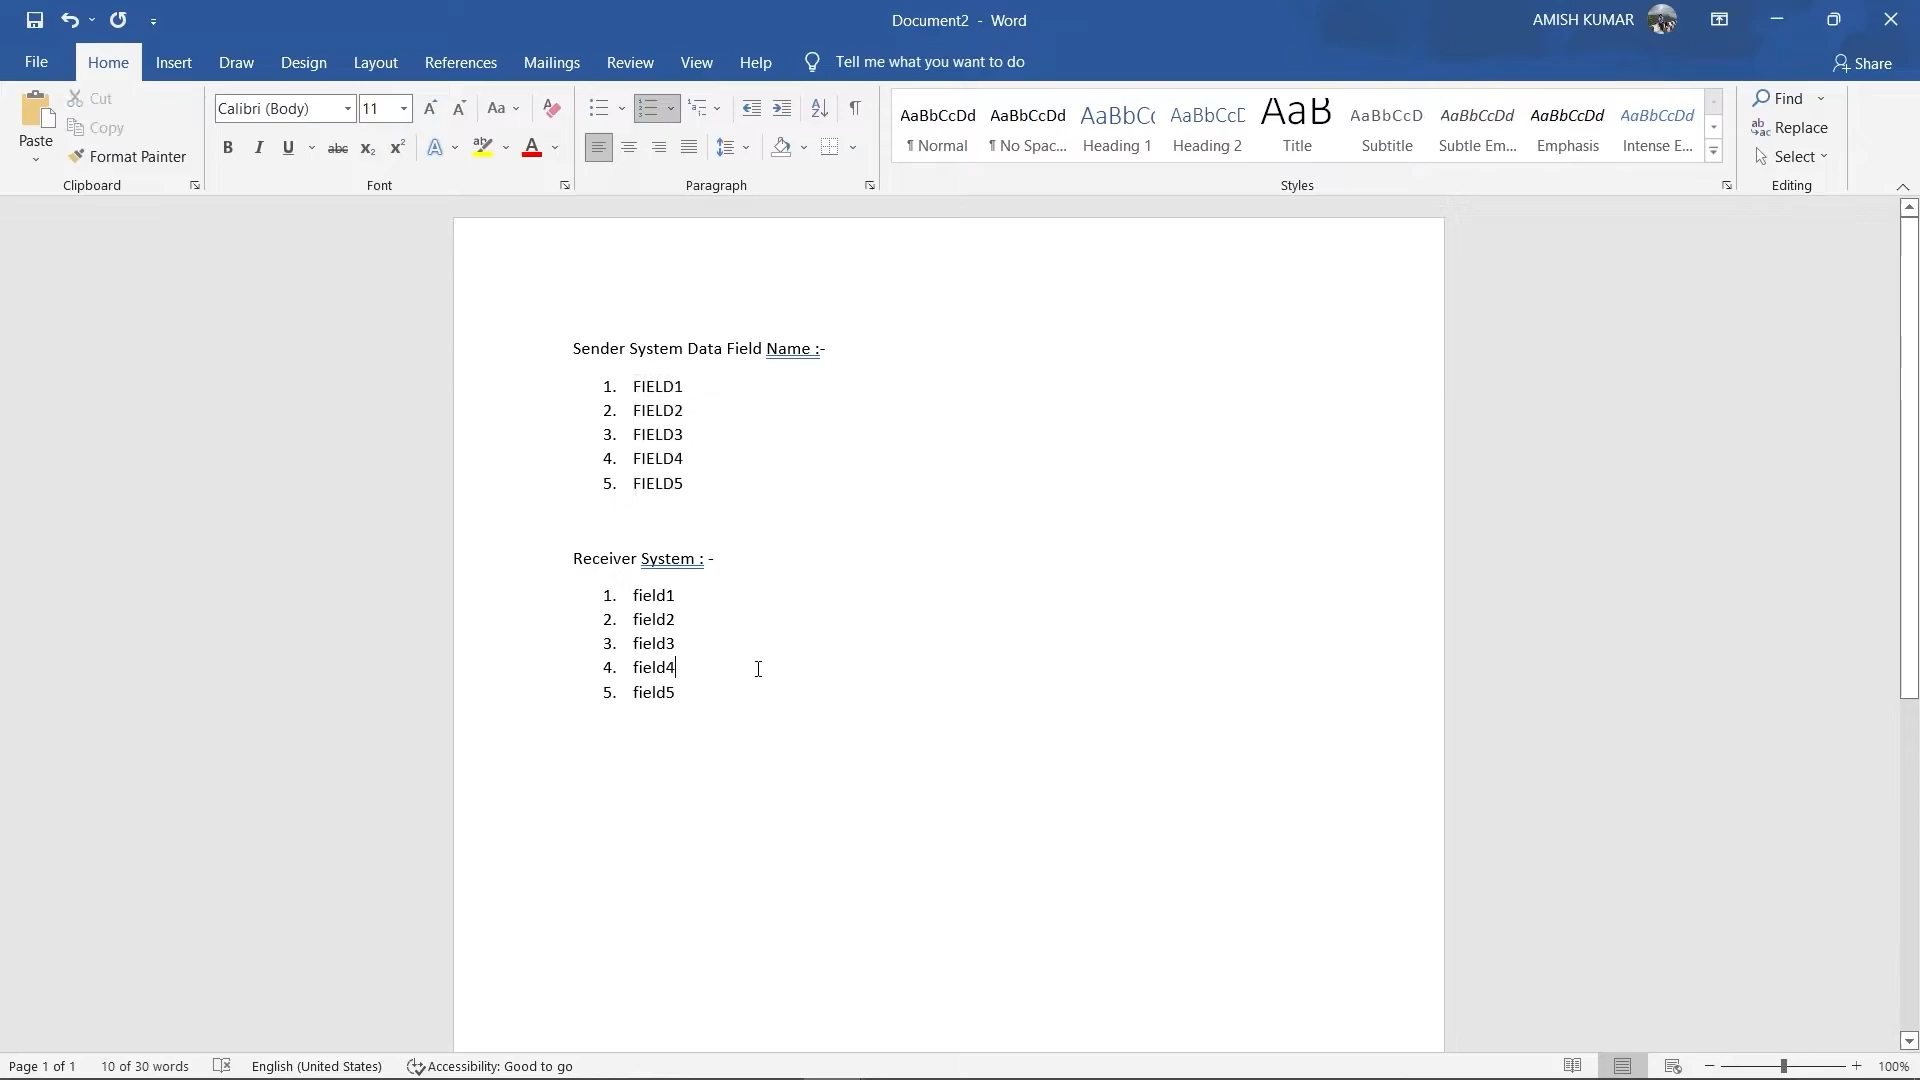 Document2 - Word
AMISH KUMAR
File Home Insert Draw Design Layout References Mailings Review View Help Tell me what you want to do Share
Paste
Cut
Copy
Format Painter
Clipboard
Calibri (Body) 11 Aa
B I U abc x₂ x² A ab A
Font
Paragraph
AaBbCcDd AaBbCcDd AaBbCc AaBbCcD AaB AaBbCcD AaBbCcDd AaBbCcDd AaBbCcDd
¶ Normal ¶ No Spac... Heading 1 Heading 2 Title Subtitle Subtle Em... Emphasis Intense E...
Styles
Find
Replace
Select
Editing
Sender System Data Field Name :-
1. FIELD1
2. FIELD2
3. FIELD3
4. FIELD4
5. FIELD5
Receiver System : -
1. field1
2. field2
3. field3
4. field4
5. field5
Page 1 of 1 10 of 30 words English (United States) Accessibility: Good to go 100%